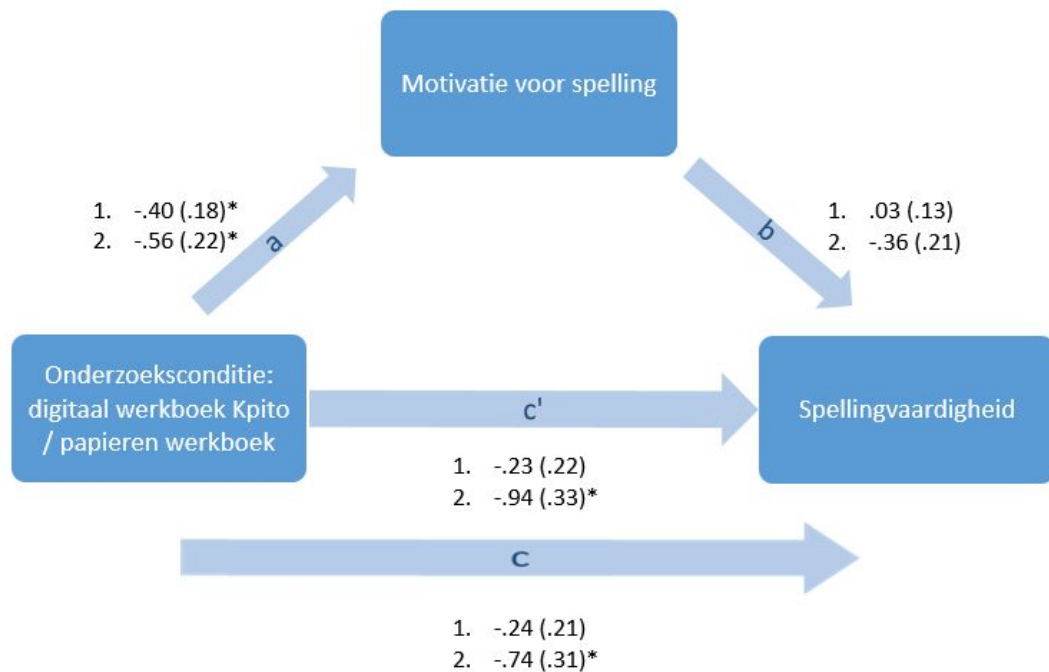 Motivatie voor spelling
1. -.40 (.18)*
2. -.56 (.22)*
a
b
1. .03 (.13)
2. -.36 (.21)
Onderzoeksconditie:
digitaal werkboek Kpito
/ papieren werkboek
c'
Spellingvaardigheid
1. -.23 (.22)
2. -.94 (.33)*
c
1. -.24 (.21)
2. -.74 (.31)*